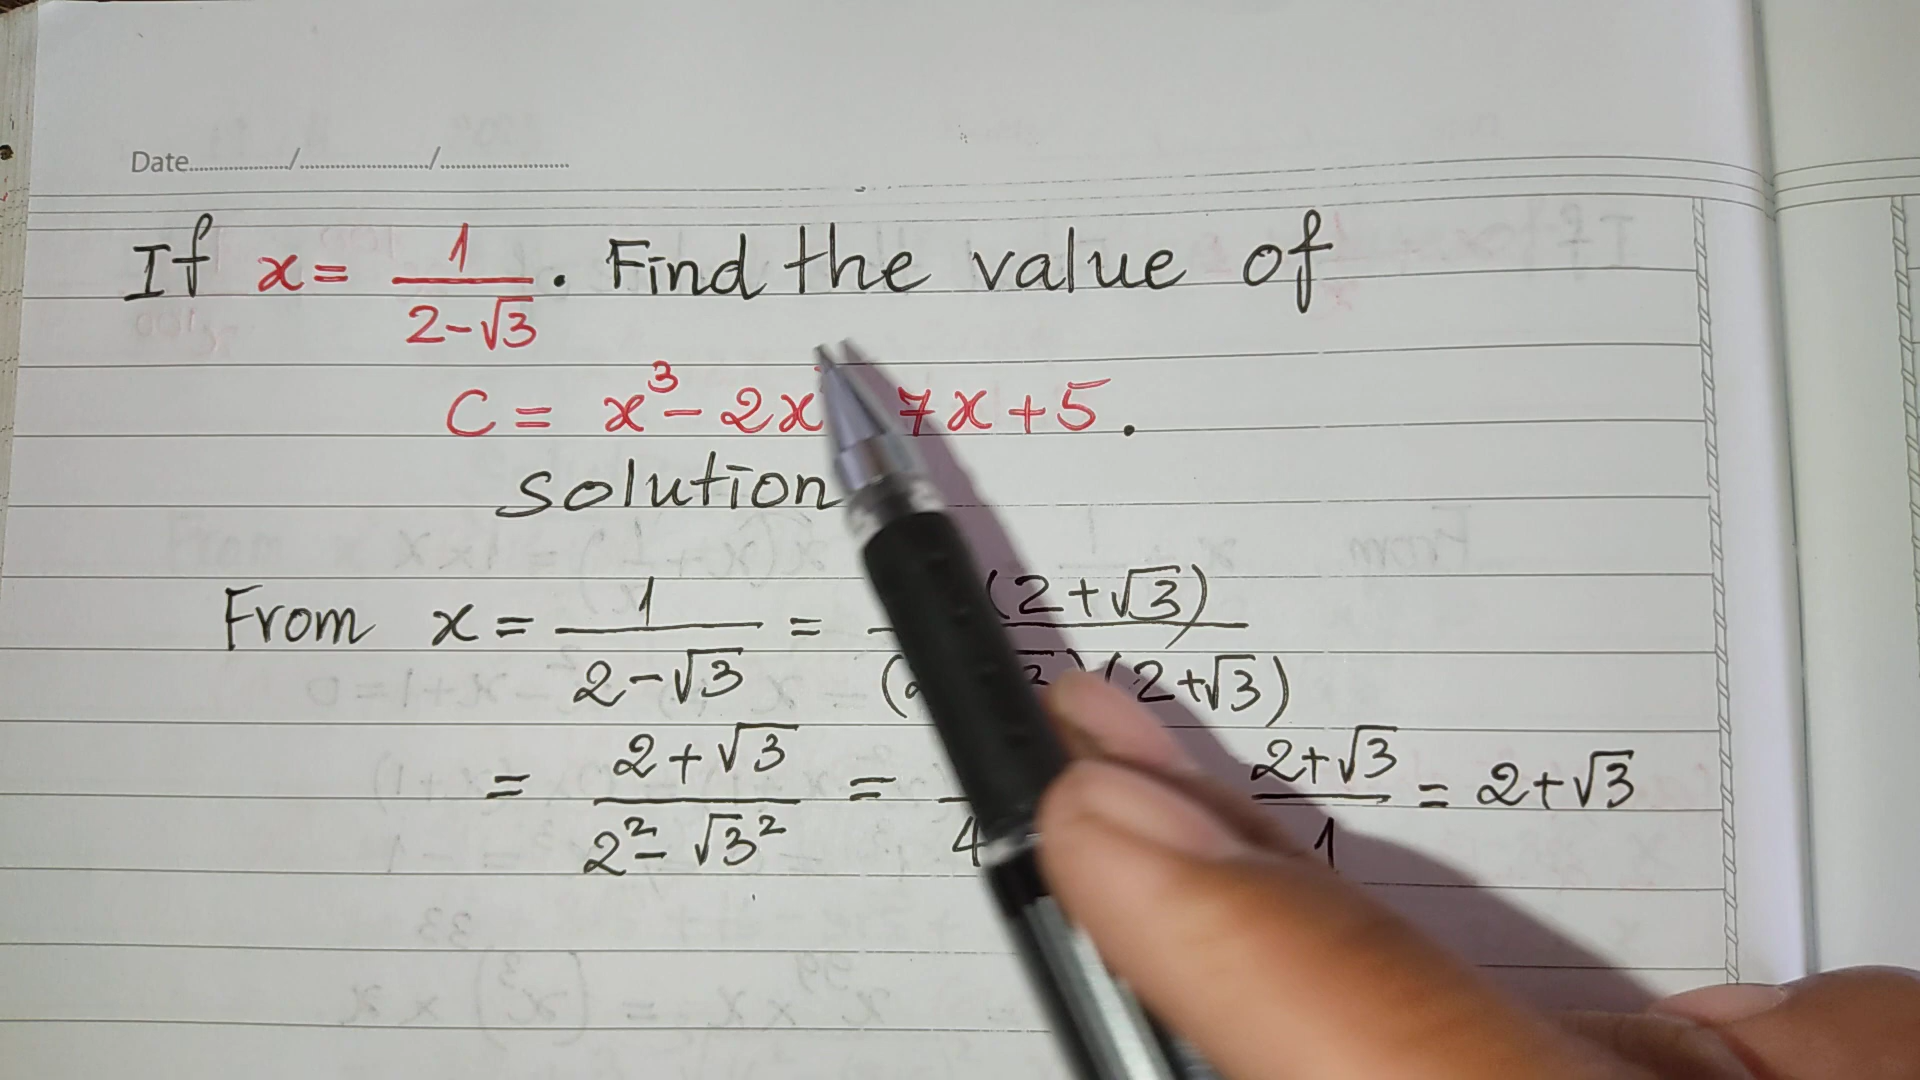 Date............../................../..................
If x = 1/(2-√3). Find the value of
C = x³ - 2x 7x + 5.
Solution
From x = 1/(2-√3) = (2+√3)/( )(2+√3)
= (2+√3)/(2² - √3²) = 4 (2+√3)/1 = 2+√3